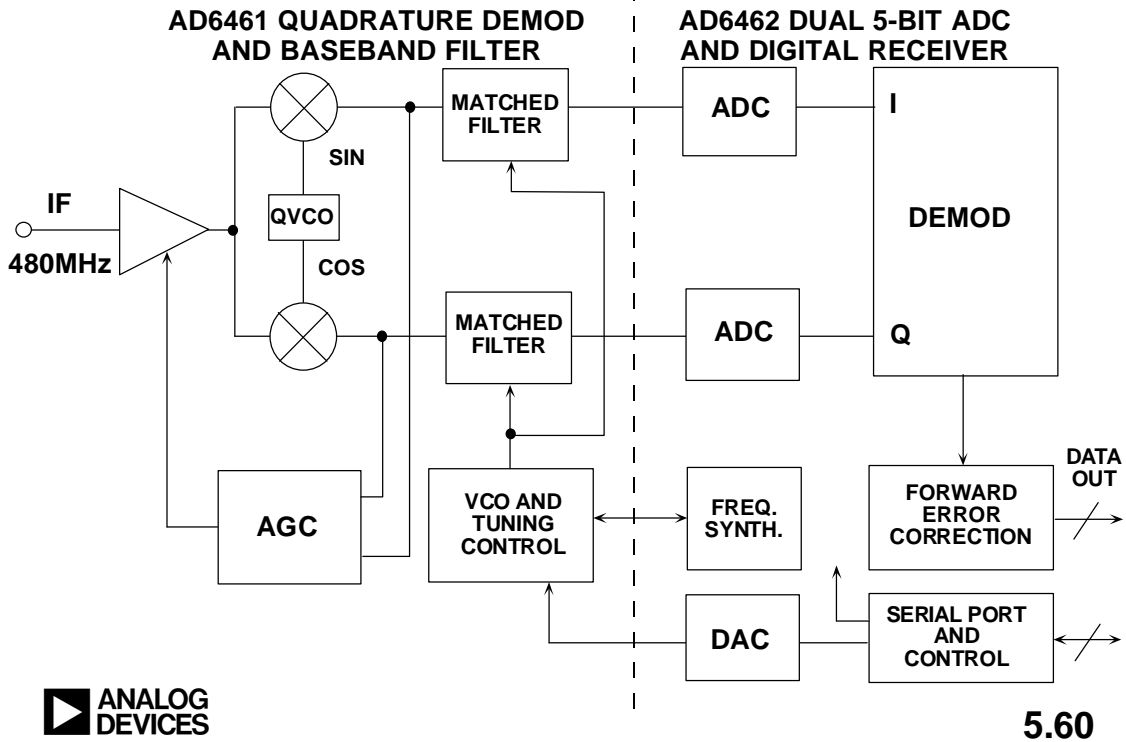 AD6461 QUADRATURE DEMOD
AND BASEBAND FILTER
AD6462 DUAL 5-BIT ADC
AND DIGITAL RECEIVER
MATCHED
FILTER
ADC
I
SIN
IF
QVCO
DEMOD
480MHz
COS
MATCHED
FILTER
ADC
Q
AGC
VCO AND
TUNING
CONTROL
FREQ.
SYNTH.
FORWARD
ERROR
CORRECTION
DATA
OUT
DAC
SERIAL PORT
AND
CONTROL
ANALOG
DEVICES
5.60